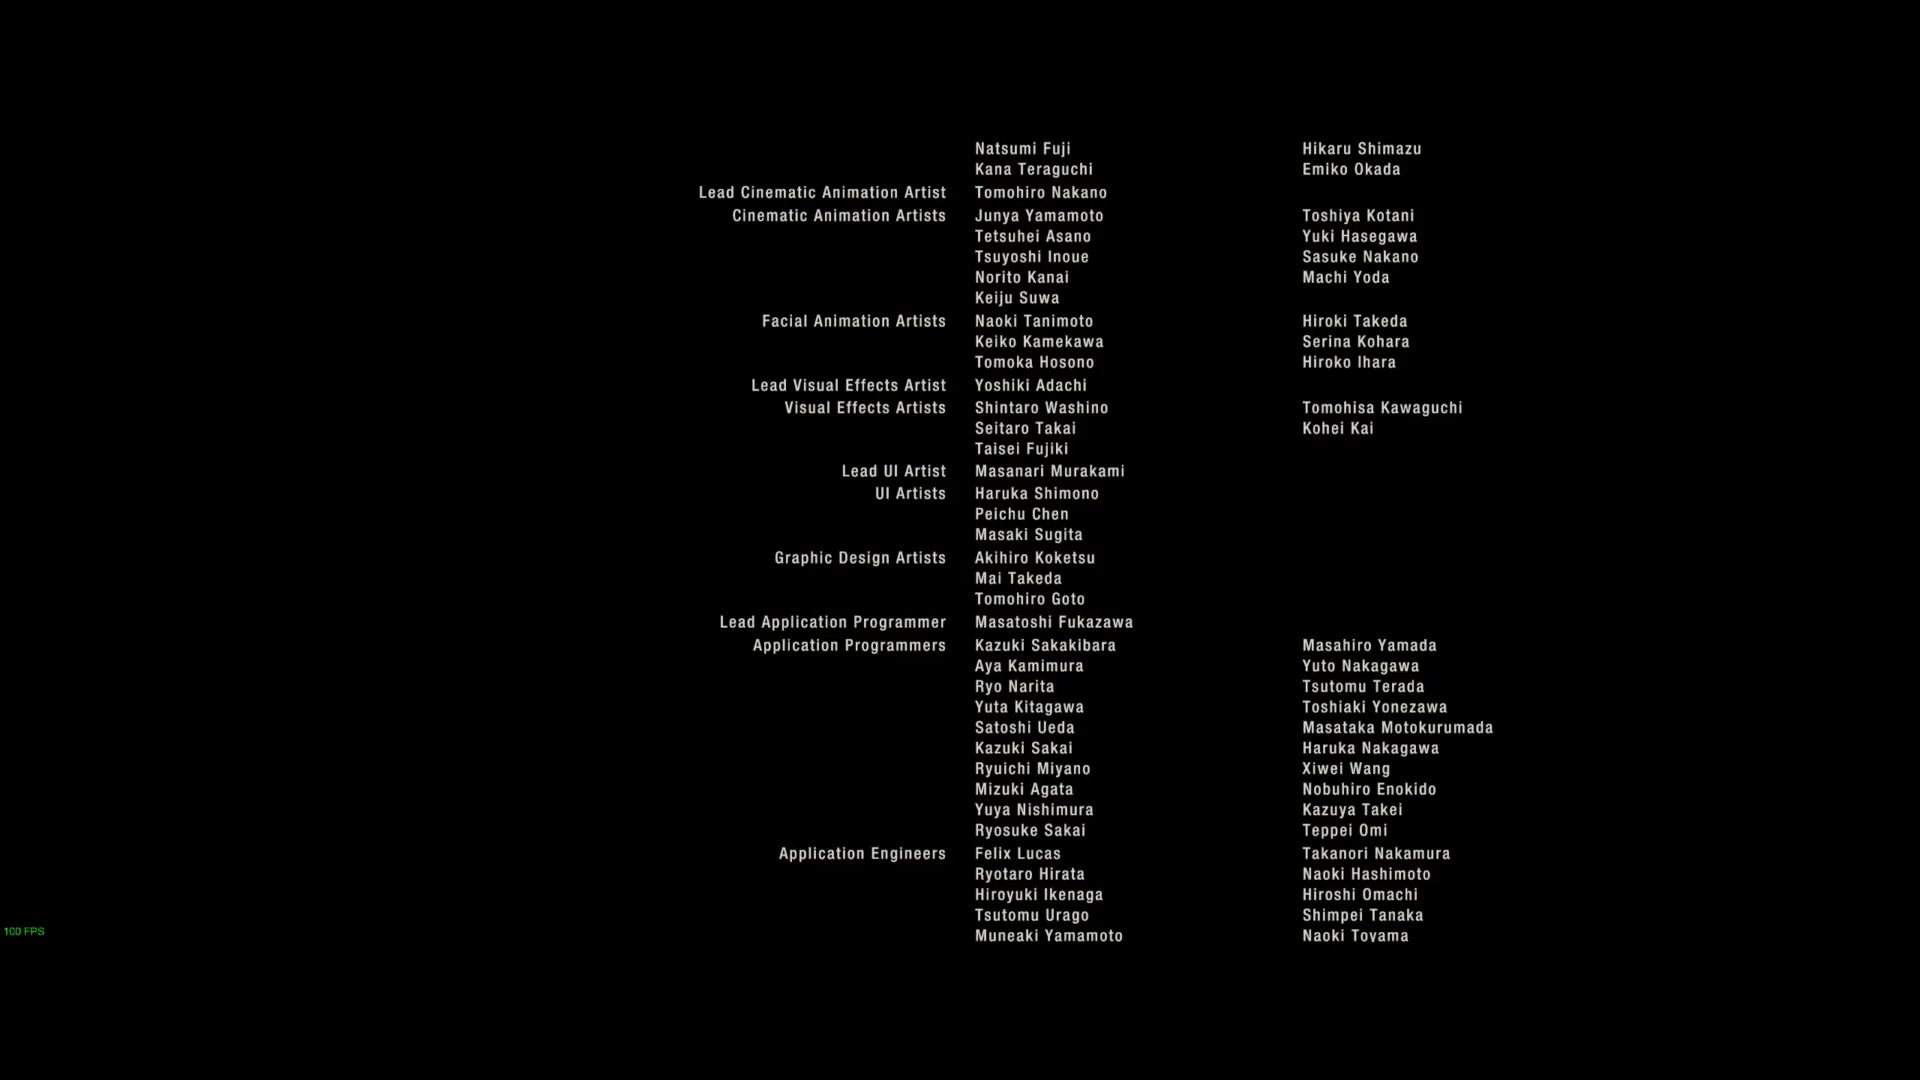 Natsumi Fuji Hikaru Shimazu
Kana Teraguchi Emiko Okada
Lead Cinematic Animation Artist Tomohiro Nakano
Cinematic Animation Artists Junya Yamamoto Toshiya Kotani
Tetsuhei Asano Yuki Hasegawa
Tsuyoshi Inoue Sasuke Nakano
Norito Kanai Machi Yoda
Keiju Suwa
Facial Animation Artists Naoki Tanimoto Hiroki Takeda
Keiko Kamekawa Serina Kohara
Tomoka Hosono Hiroko Ihara
Lead Visual Effects Artist Yoshiki Adachi
Visual Effects Artists Shintaro Washino Tomohisa Kawaguchi
Seitaro Takai Kohei Kai
Taisei Fujiki
Lead UI Artist Masanari Murakami
UI Artists Haruka Shimono
Peichu Chen
Masaki Sugita
Graphic Design Artists Akihiro Koketsu
Mai Takeda
Tomohiro Goto
Lead Application Programmer Masatoshi Fukazawa
Application Programmers Kazuki Sakakibara Masahiro Yamada
Aya Kamimura Yuto Nakagawa
Ryo Narita Tsutomu Terada
Yuta Kitagawa Toshiaki Yonezawa
Satoshi Ueda Masataka Motokurumada
Kazuki Sakai Haruka Nakagawa
Ryuichi Miyano Xiwei Wang
Mizuki Agata Nobuhiro Enokido
Yuya Nishimura Kazuya Takei
Ryosuke Sakai Teppei Omi
Application Engineers Felix Lucas Takanori Nakamura
Ryotaro Hirata Naoki Hashimoto
Hiroyuki Ikenaga Hiroshi Omachi
Tsutomu Urago Shimpei Tanaka
Muneaki Yamamoto Naoki Toyama
100 FPS